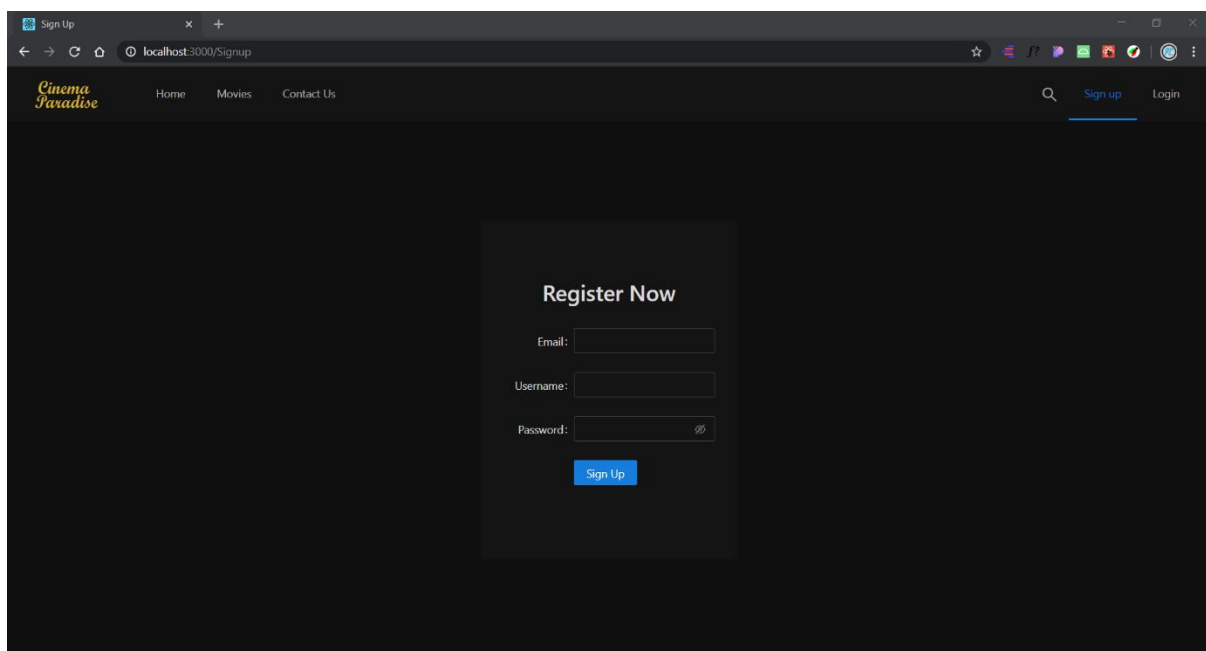 Sign Up
localhost:3000/Signup
f?
Cinema
Paradise
Home Movies Contact Us Sign up Login
Register Now
Email:
Username:
Password:
Sign Up